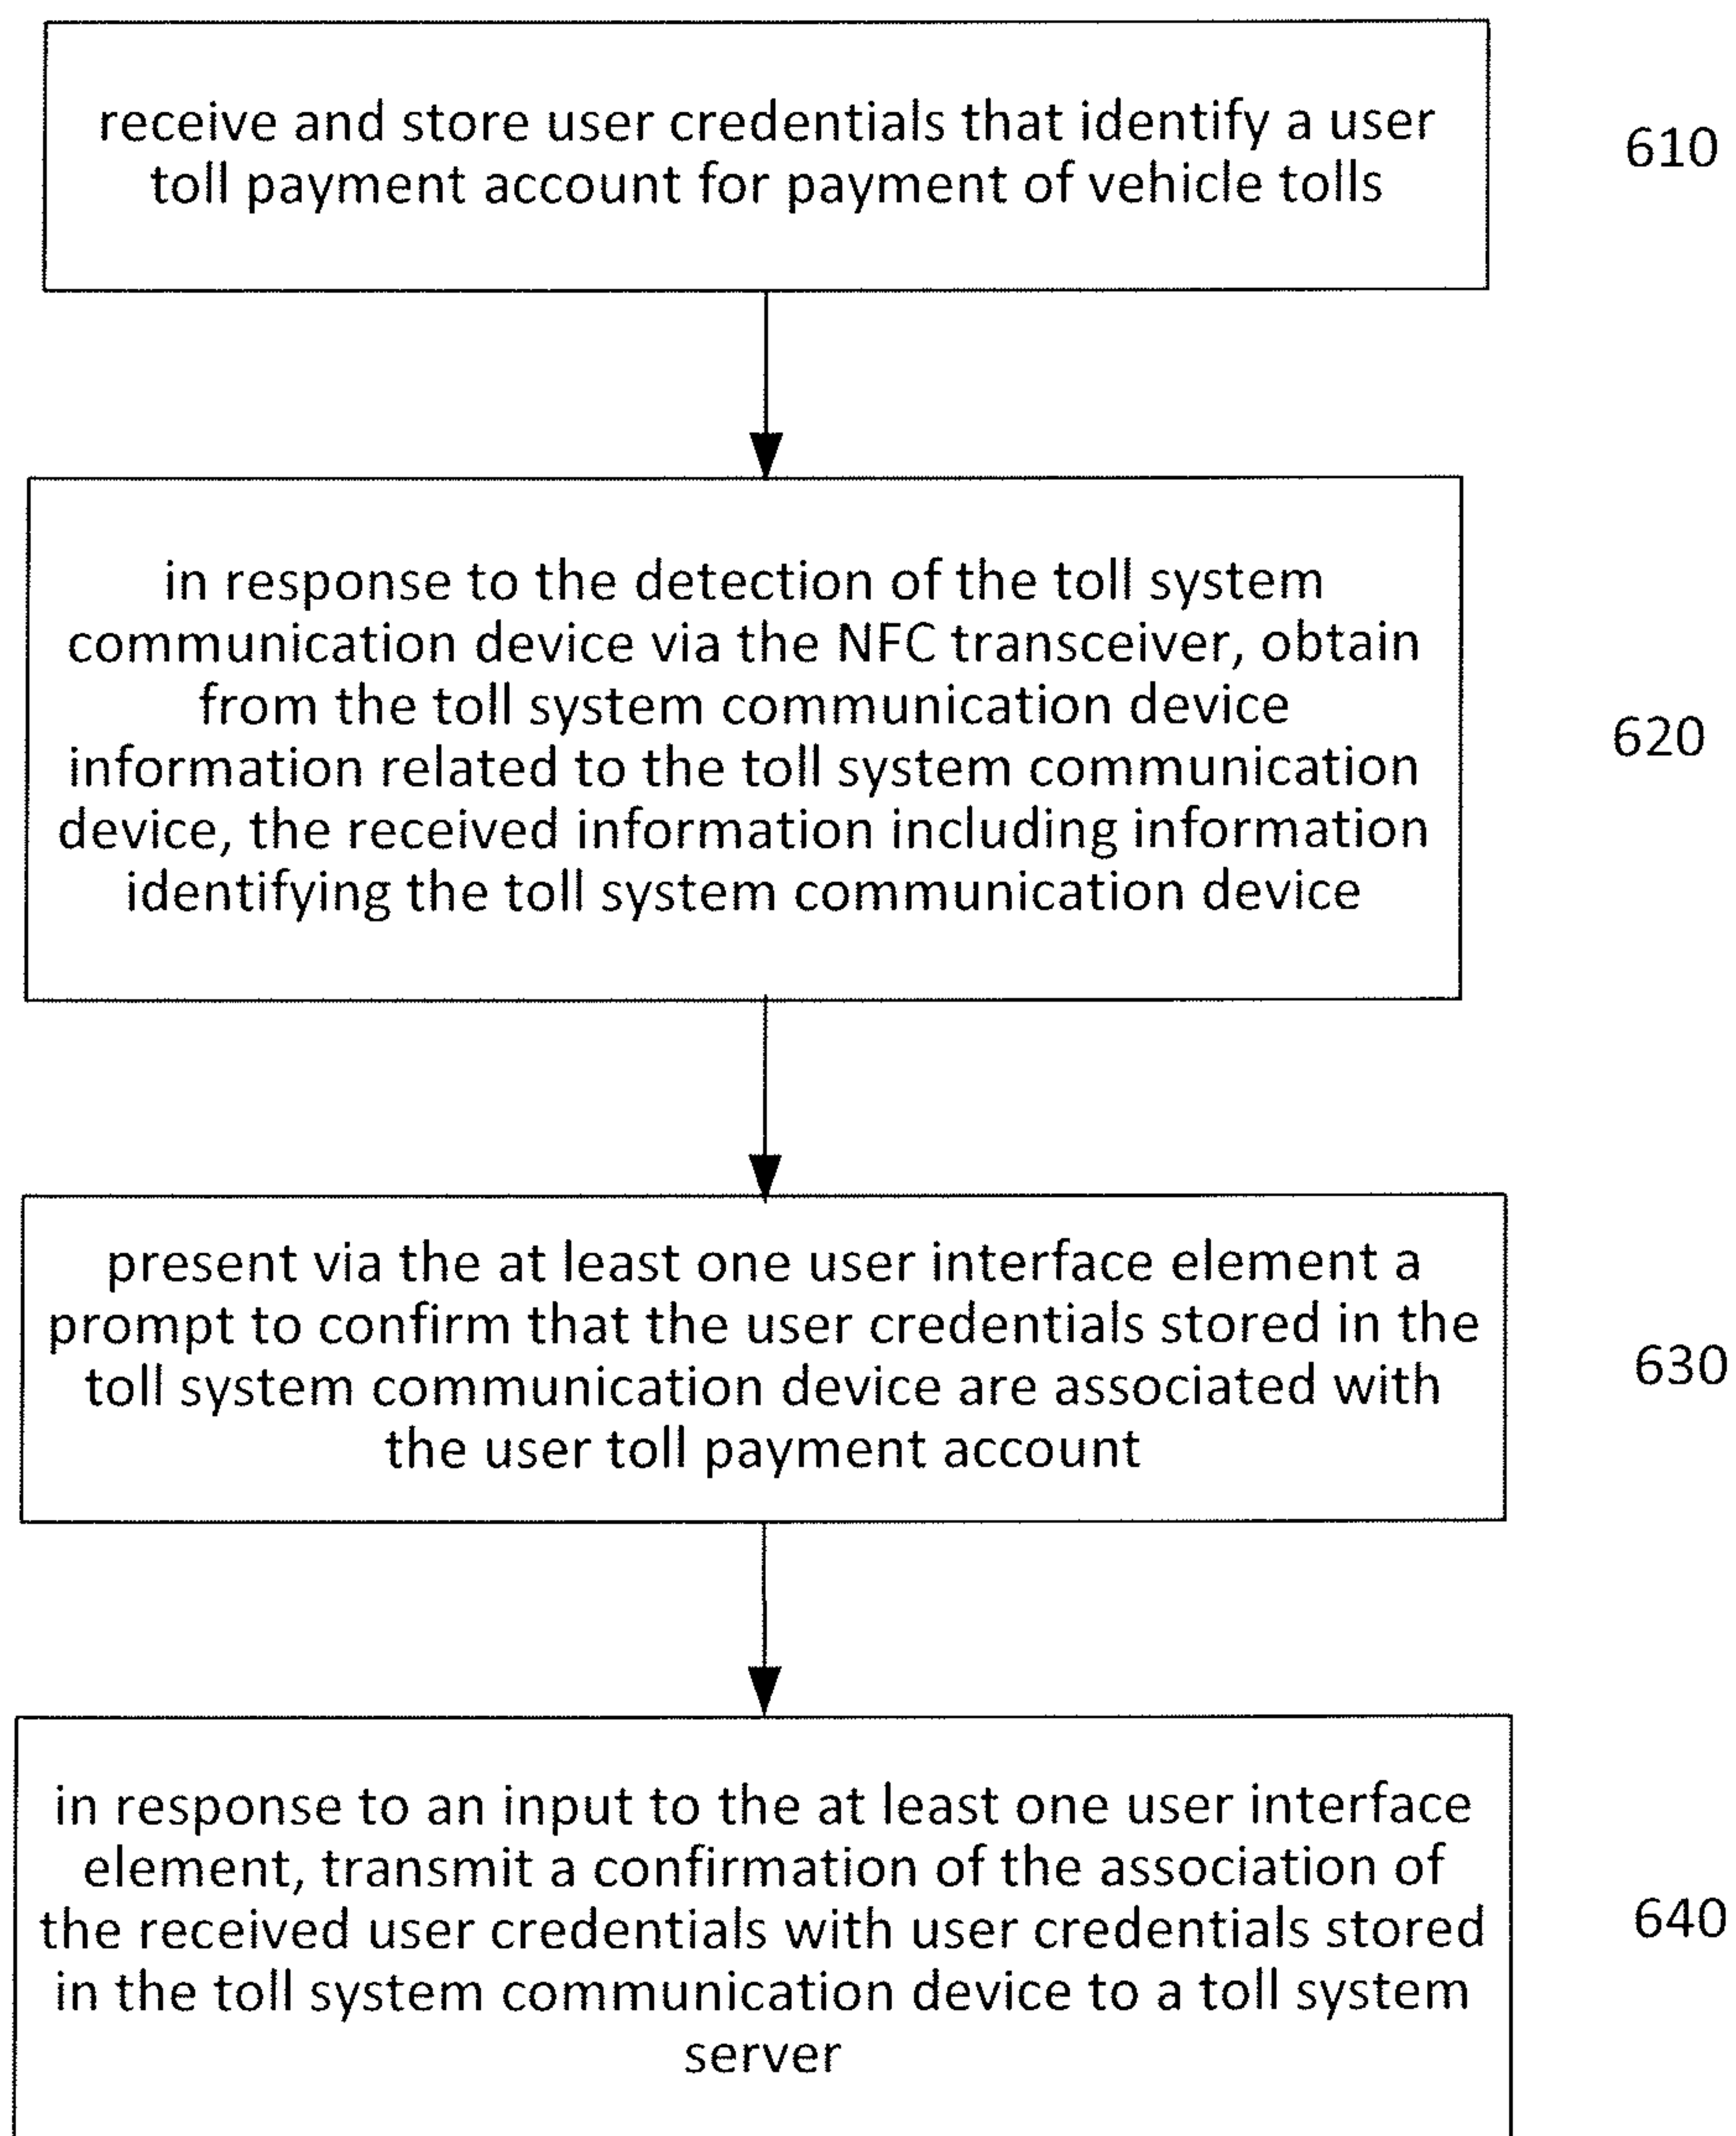 receive and store user credentials that identify a user
toll payment account for payment of vehicle tolls
610
in response to the detection of the toll system
communication device via the NFC transceiver, obtain
from the toll system communication device
information related to the toll system communication
device, the received information including information
identifying the toll system communication device
620
present via the at least one user interface element a
prompt to confirm that the user credentials stored in the
toll system communication device are associated with
the user toll payment account
630
in response to an input to the at least one user interface
element, transmit a confirmation of the association of
the received user credentials with user credentials stored
in the toll system communication device to a toll system
server
640